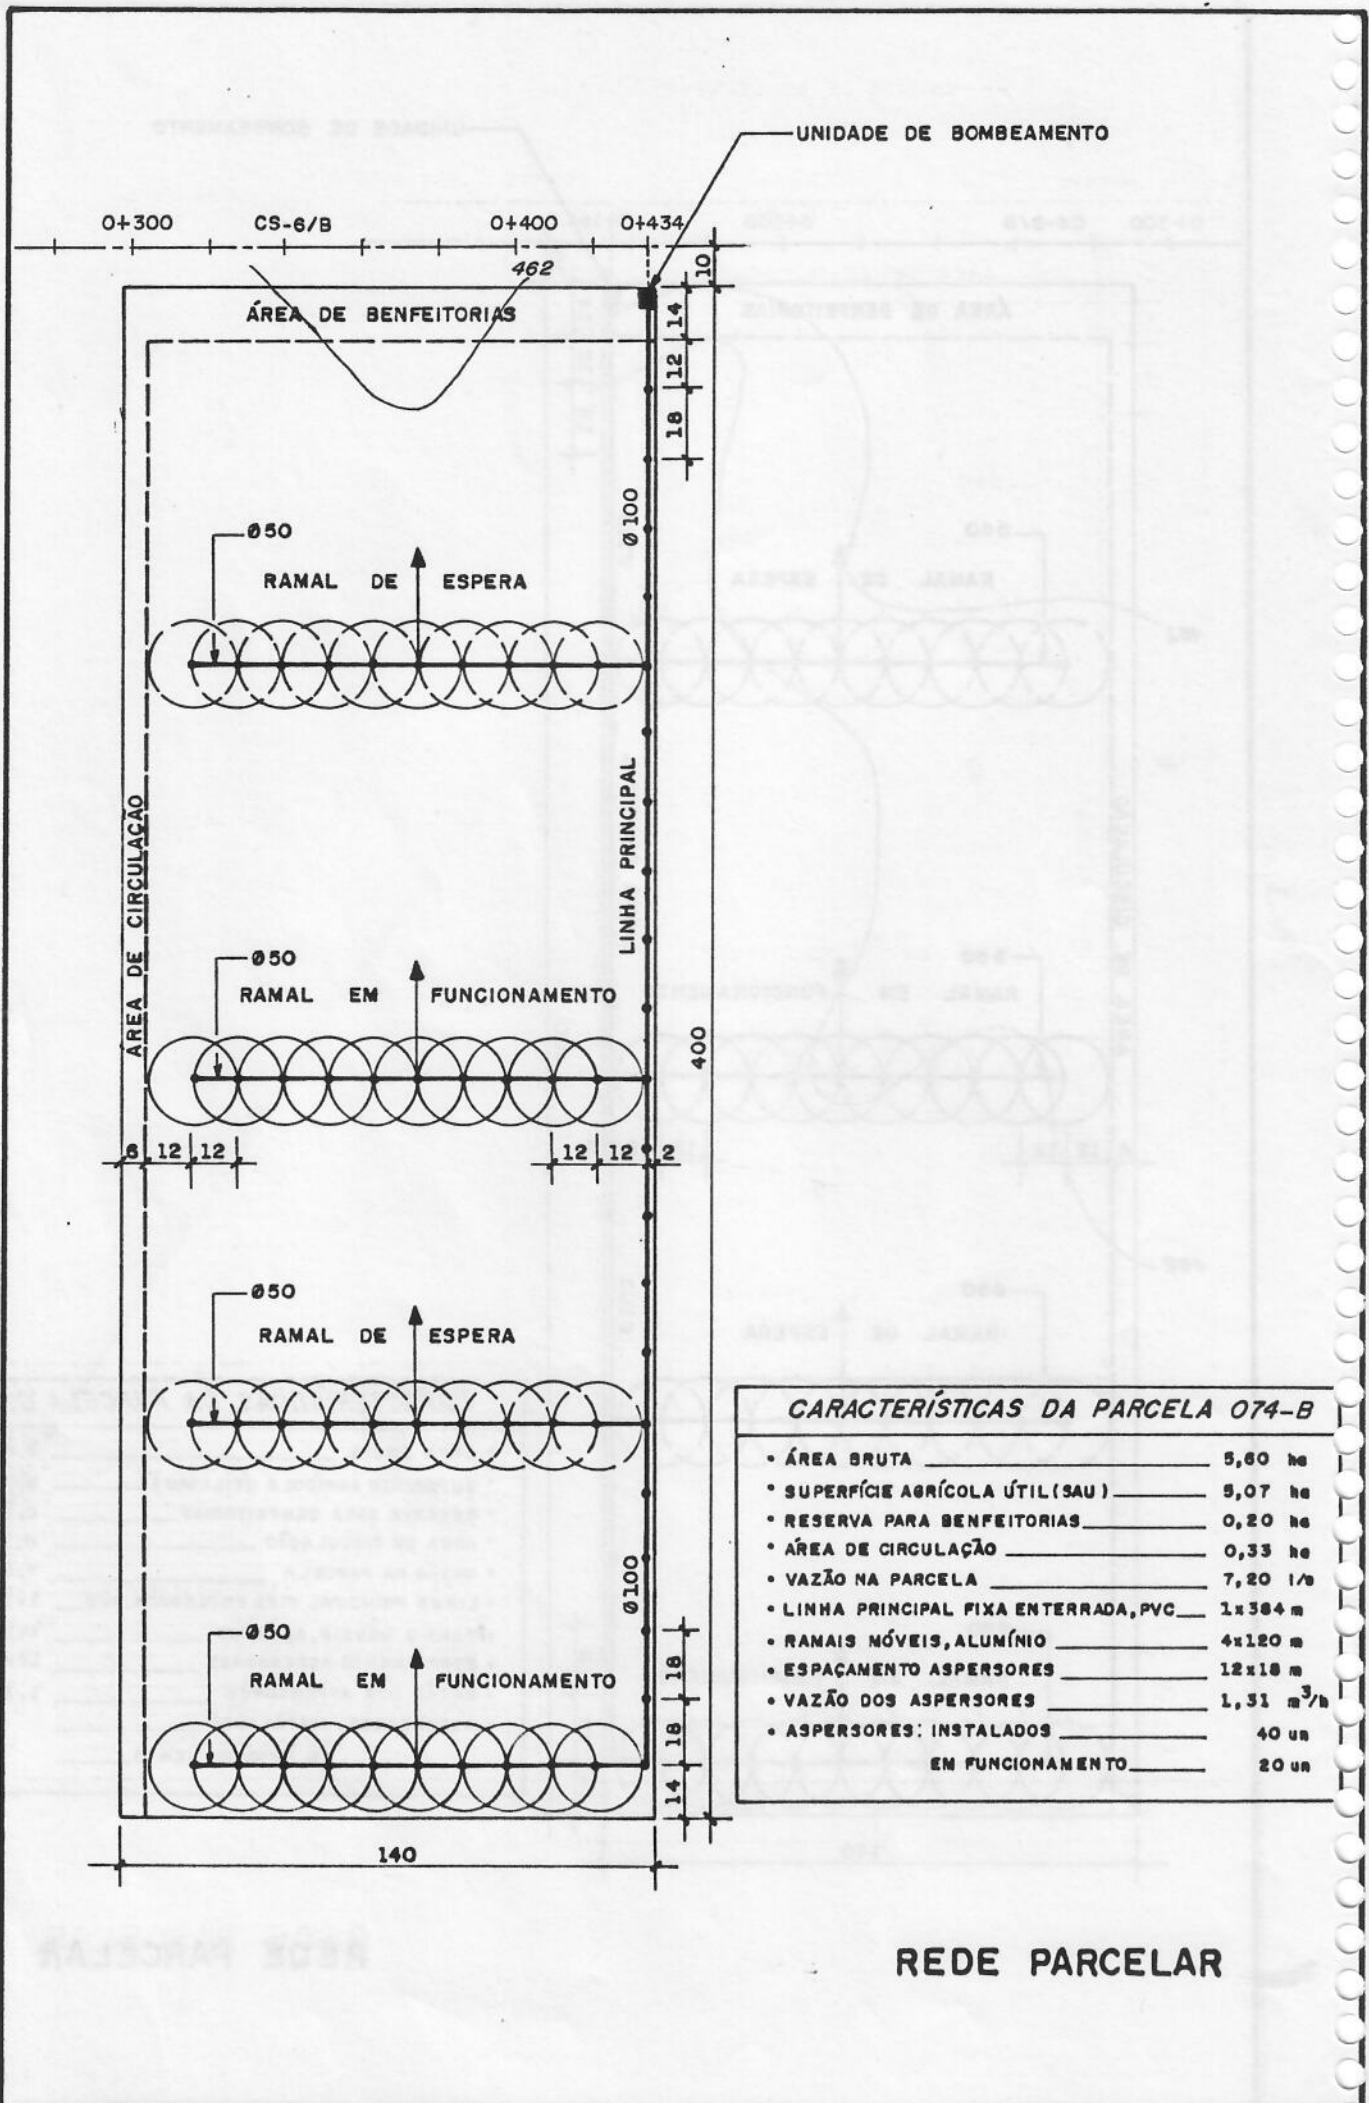 UNIDADE DE BOMBEAMENTO
0+300 CS-6/B 0+400 0+434
462
10
ÁREA DE BENFEITORIAS
14
12
18
Ø100
Ø50
RAMAL DE ESPERA
LINHA PRINCIPAL
ÁREA DE CIRCULAÇÃO
Ø50
RAMAL EM FUNCIONAMENTO
400
6 12 12 12 12 2
Ø50
RAMAL DE ESPERA
Ø100
Ø50
RAMAL EM FUNCIONAMENTO
18
18
14
140
CARACTERÍSTICAS DA PARCELA 074-B
• ÁREA BRUTA 5,60 ha
• SUPERFÍCIE AGRÍCOLA ÚTIL (SAU) 5,07 ha
• RESERVA PARA BENFEITORIAS 0,20 ha
• ÁREA DE CIRCULAÇÃO 0,33 ha
• VAZÃO NA PARCELA 7,20 l/s
• LINHA PRINCIPAL FIXA ENTERRADA, PVC 1x384 m
• RAMAIS MÓVEIS, ALUMÍNIO 4x120 m
• ESPAÇAMENTO ASPERSORES 12x18 m
• VAZÃO DOS ASPERSORES 1,31 m³/h
• ASPERSORES: INSTALADOS 40 un
EM FUNCIONAMENTO 20 un
REDE PARCELAR